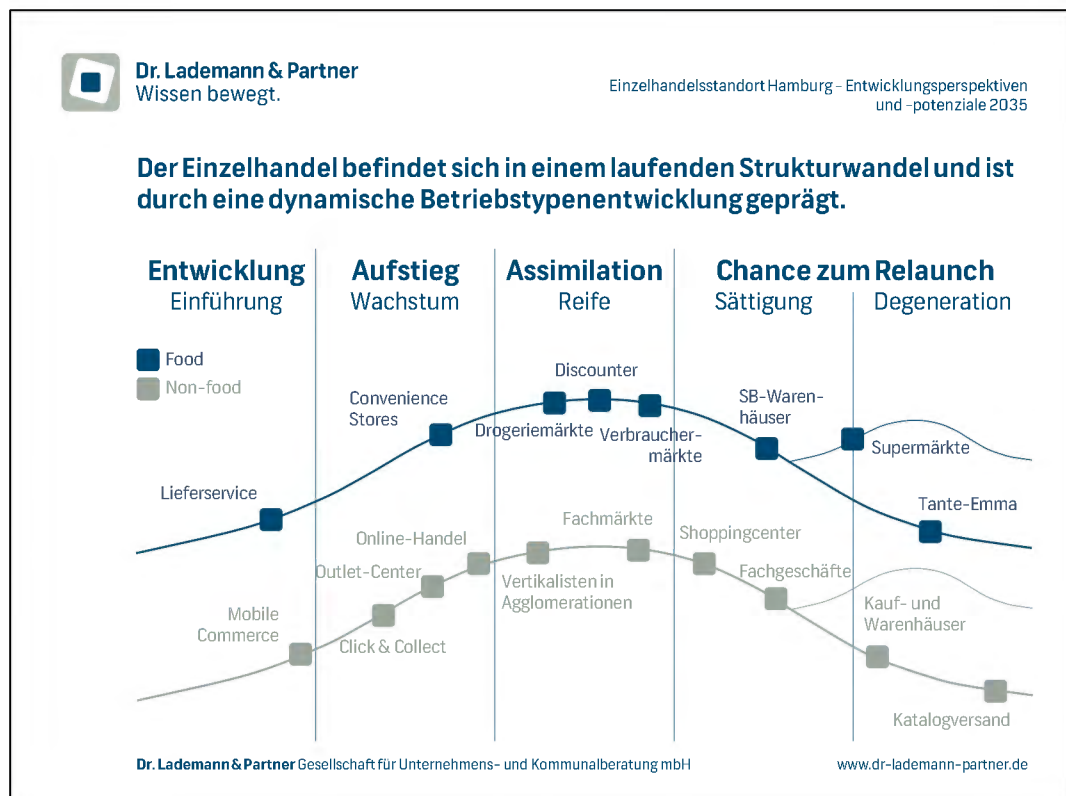 Dr. Lademann & Partner
Wissen bewegt.
Einzelhandelsstandort Hamburg – Entwicklungsperspektiven
und -potenziale 2035
Der Einzelhandel befindet sich in einem laufenden Strukturwandel und ist
durch eine dynamische Betriebstypenentwicklung geprägt.
Entwicklung
Einführung
Aufstieg
Wachstum
Assimilation
Reife
Chance zum Relaunch
Sättigung
Degeneration
Food
Non-food
Lieferservice
Convenience
Stores
Drogeriemärkte
Discounter
Verbraucher-
märkte
SB-Waren-
häuser
Supermärkte
Tante-Emma
Mobile
Commerce
Click & Collect
Outlet-Center
Online-Handel
Vertikalisten in
Agglomerationen
Fachmärkte
Shoppingcenter
Fachgeschäfte
Kauf- und
Warenhäuser
Katalogversand
Dr. Lademann & Partner Gesellschaft für Unternehmens- und Kommunalberatung mbH
www.dr-lademann-partner.de